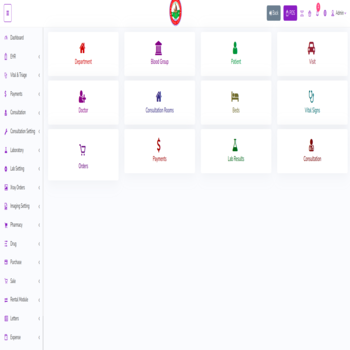 Back
POS
Admin
Dashboard
EHR
Vital & Triage
Payments
Consultation
Consultation Setting
Laboratory
Lab Setting
Xray Orders
Imaging Setting
Pharmacy
Drug
Purchase
Sale
Rental Module
Letters
Expense
Department
Blood Group
Patient
Visit
Doctor
Consultation Rooms
Beds
Vital Signs
Orders
Payments
Lab Results
Consultation